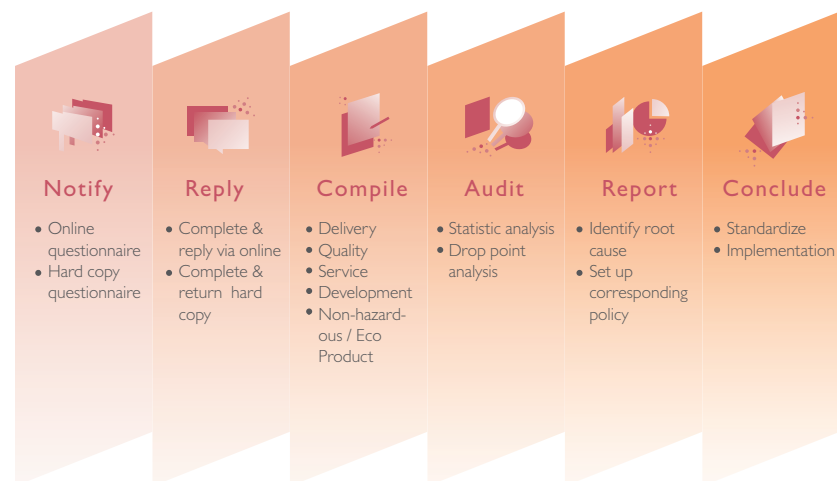 Notify
• Online
questionnaire
• Hard copy
questionnaire
Reply
• Complete &
reply via online
• Complete &
return hard
copy
Compile
• Delivery
• Quality
• Service
• Development
• Non-hazard-
ous / Eco
Product
Audit
• Statistic analysis
• Drop point
analysis
Report
• Identify root
cause
• Set up
corresponding
policy
Conclude
• Standardize
• Implementation